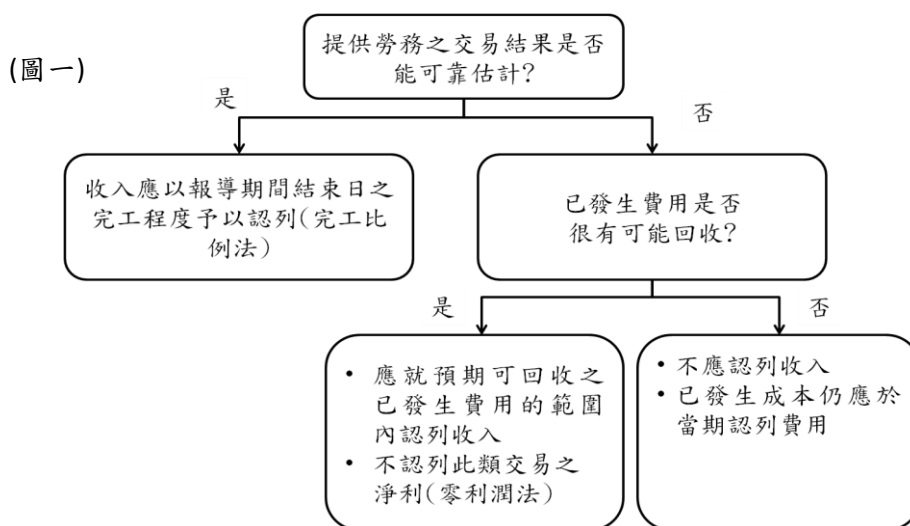 (圖一)
提供勞務之交易結果是否
能可靠估計?
是
否
收入應以報導期間結束日之
完工程度予以認列(完工比
例法)
已發生費用是否
很有可能回收?
是
否
• 應就預期可回收之
已發生費用的範圍
內認列收入
• 不認列此類交易之
淨利(零利潤法)
• 不應認列收入
• 已發生成本仍應於
當期認列費用